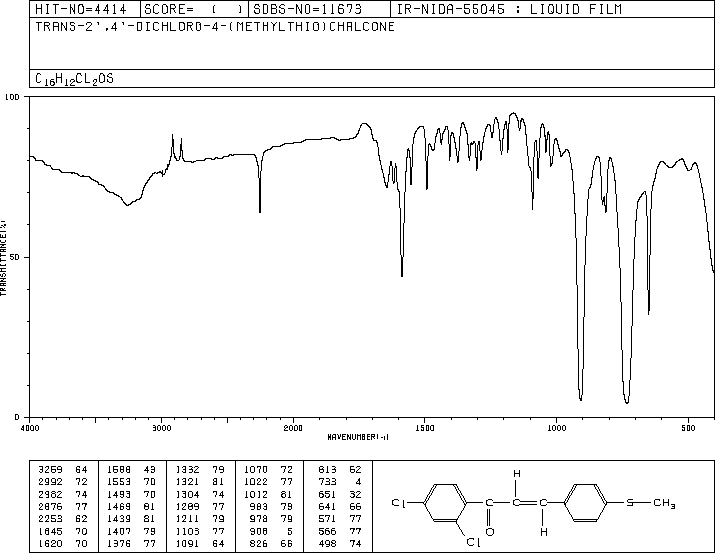 HIT-NO=4414 SCORE= ( ) SDBS-NO=11673 IR-NIDA-55045 : LIQUID FILM
TRANS-2',4'-DICHLORO-4-(METHYLTHIO)CHALCONE
C16H12CL2OS
100
50
0
TRANSMITTANCE(%)
4000 3000 2000 1500 1000 500
WAVENUMBER(-1)
3269 64 1588 43 1332 79 1070 72 813 62
2992 72 1553 70 1321 81 1022 77 733 4
2982 74 1493 70 1304 74 1012 81 651 32
2876 77 1469 81 1289 77 983 79 641 66
2253 62 1439 81 1211 79 978 79 571 77
1645 70 1407 79 1103 77 908 5 566 77
1620 70 1376 77 1091 64 826 66 498 74
H
Cl C C C S CH3
O H
Cl